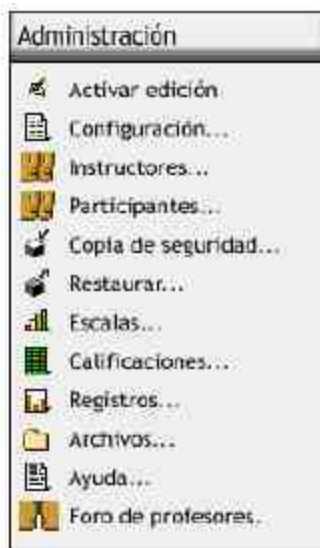 Administración
Activar edición
Configuración...
Instructores...
Participantes...
Copia de seguridad...
Restaurar...
Escalas...
Calificaciones...
Registros...
Archivos...
Ayuda...
Foro de profesores.